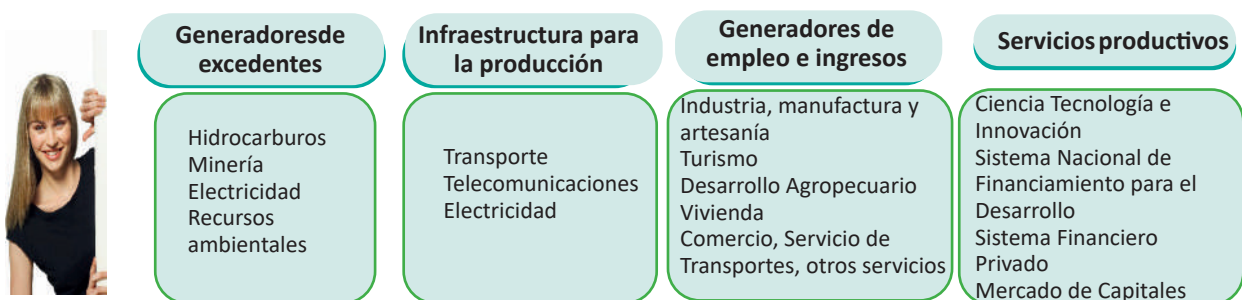 Generadoresde
excedentes
Hidrocarburos
Minería
Electricidad
Recursos
ambientales
Infraestructura para
la producción
Transporte
Telecomunicaciones
Electricidad
Generadores de
empleo e ingresos
Industria, manufactura y
artesanía
Turismo
Desarrollo Agropecuario
Vivienda
Comercio, Servicio de
Transportes, otros servicios
Servicios productivos
Ciencia Tecnología e
Innovación
Sistema Nacional de
Financiamiento para el
Desarrollo
Sistema Financiero
Privado
Mercado de Capitales